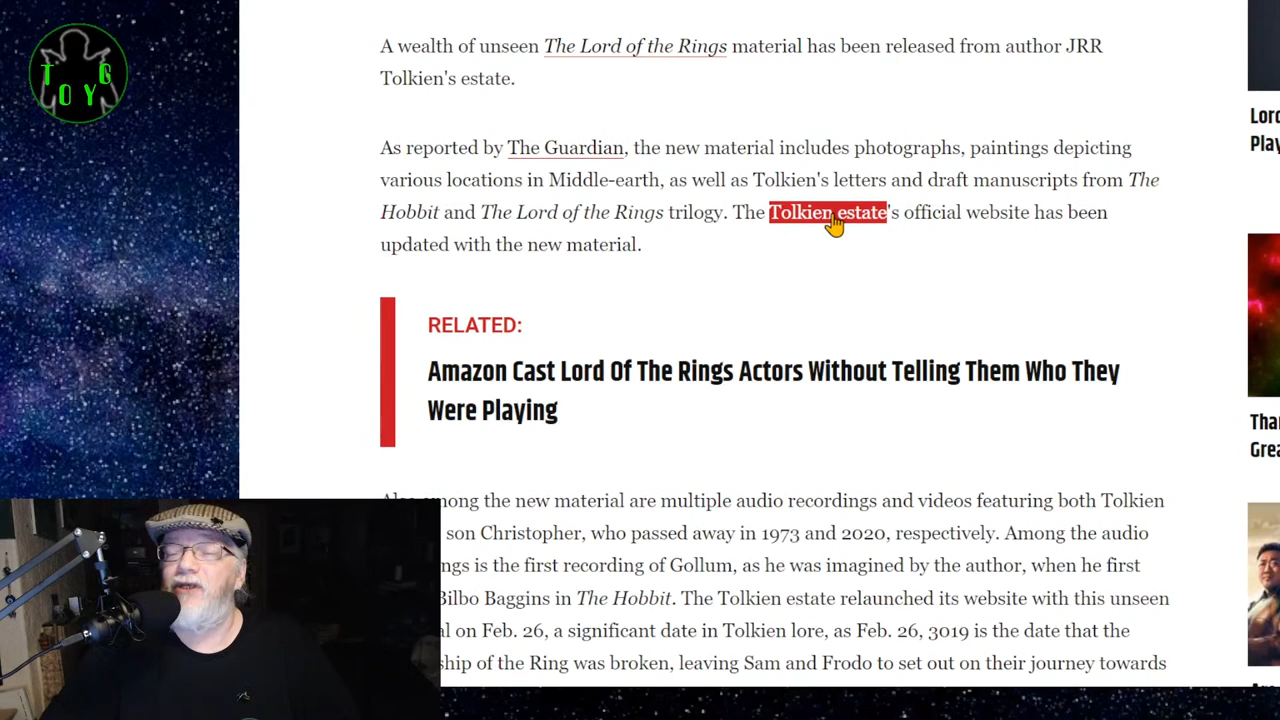 T G
O Y
A wealth of unseen The Lord of the Rings material has been released from author JRR
Tolkien's estate.
As reported by The Guardian, the new material includes photographs, paintings depicting
various locations in Middle-earth, as well as Tolkien's letters and draft manuscripts from The
Hobbit and The Lord of the Rings trilogy. The Tolkien estate's official website has been
updated with the new material.
RELATED:
Amazon Cast Lord Of The Rings Actors Without Telling Them Who They
Were Playing
Also among the new material are multiple audio recordings and videos featuring both Tolkien
son Christopher, who passed away in 1973 and 2020, respectively. Among the audio
ngs is the first recording of Gollum, as he was imagined by the author, when he first
Bilbo Baggins in The Hobbit. The Tolkien estate relaunched its website with this unseen
al on Feb. 26, a significant date in Tolkien lore, as Feb. 26, 3019 is the date that the
ship of the Ring was broken, leaving Sam and Frodo to set out on their journey towards
Lord
Play
Tha
Grea